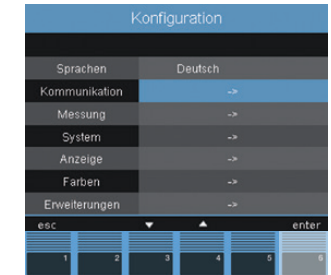 Konfiguration
Sprachen Deutsch
Kommunikation ->
Messung ->
System ->
Anzeige ->
Farben ->
Erweiterungen ->
esc ▼ ▲ enter
1 2 3 4 5 6